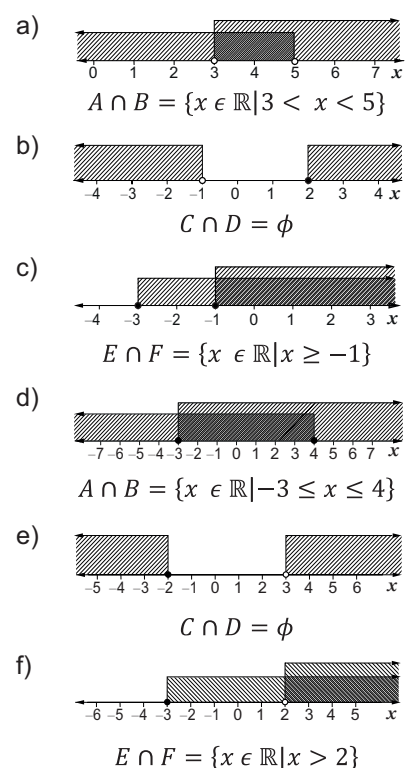 a)
0 1 2 3 4 5 6 7 x
A ∩ B = {x ϵ ℝ|3 < x < 5}
b)
–4 –3 –2 –1 0 1 2 3 4 x
C ∩ D = ϕ
c)
–4 –3 –2 –1 0 1 2 3 x
E ∩ F = {x ϵ ℝ|x ≥ −1}
d)
–7 –6 –5 –4 –3 –2 –1 0 1 2 3 4 5 6 7 x
A ∩ B = {x ϵ ℝ|−3 ≤ x ≤ 4}
e)
–5 –4 –3 –2 –1 0 1 2 3 4 5 6 x
C ∩ D = ϕ
f)
–6 –5 –4 –3 –2 –1 0 1 2 3 4 5 x
E ∩ F = {x ϵ ℝ|x > 2}